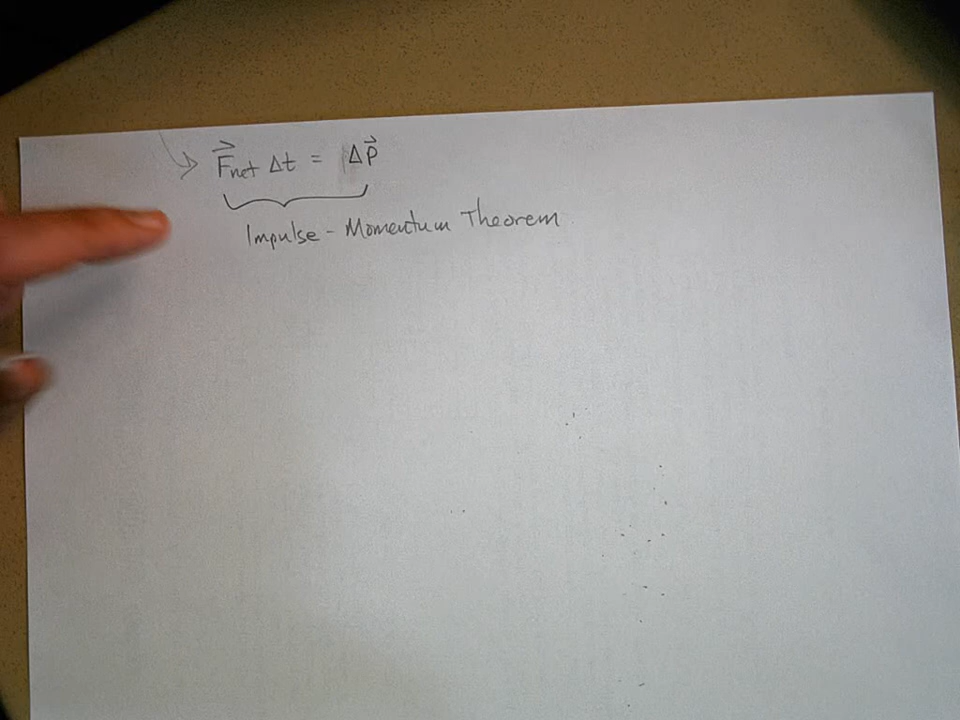 F⃗net Δt = ΔP⃗
Impulse - Momentum Theorem